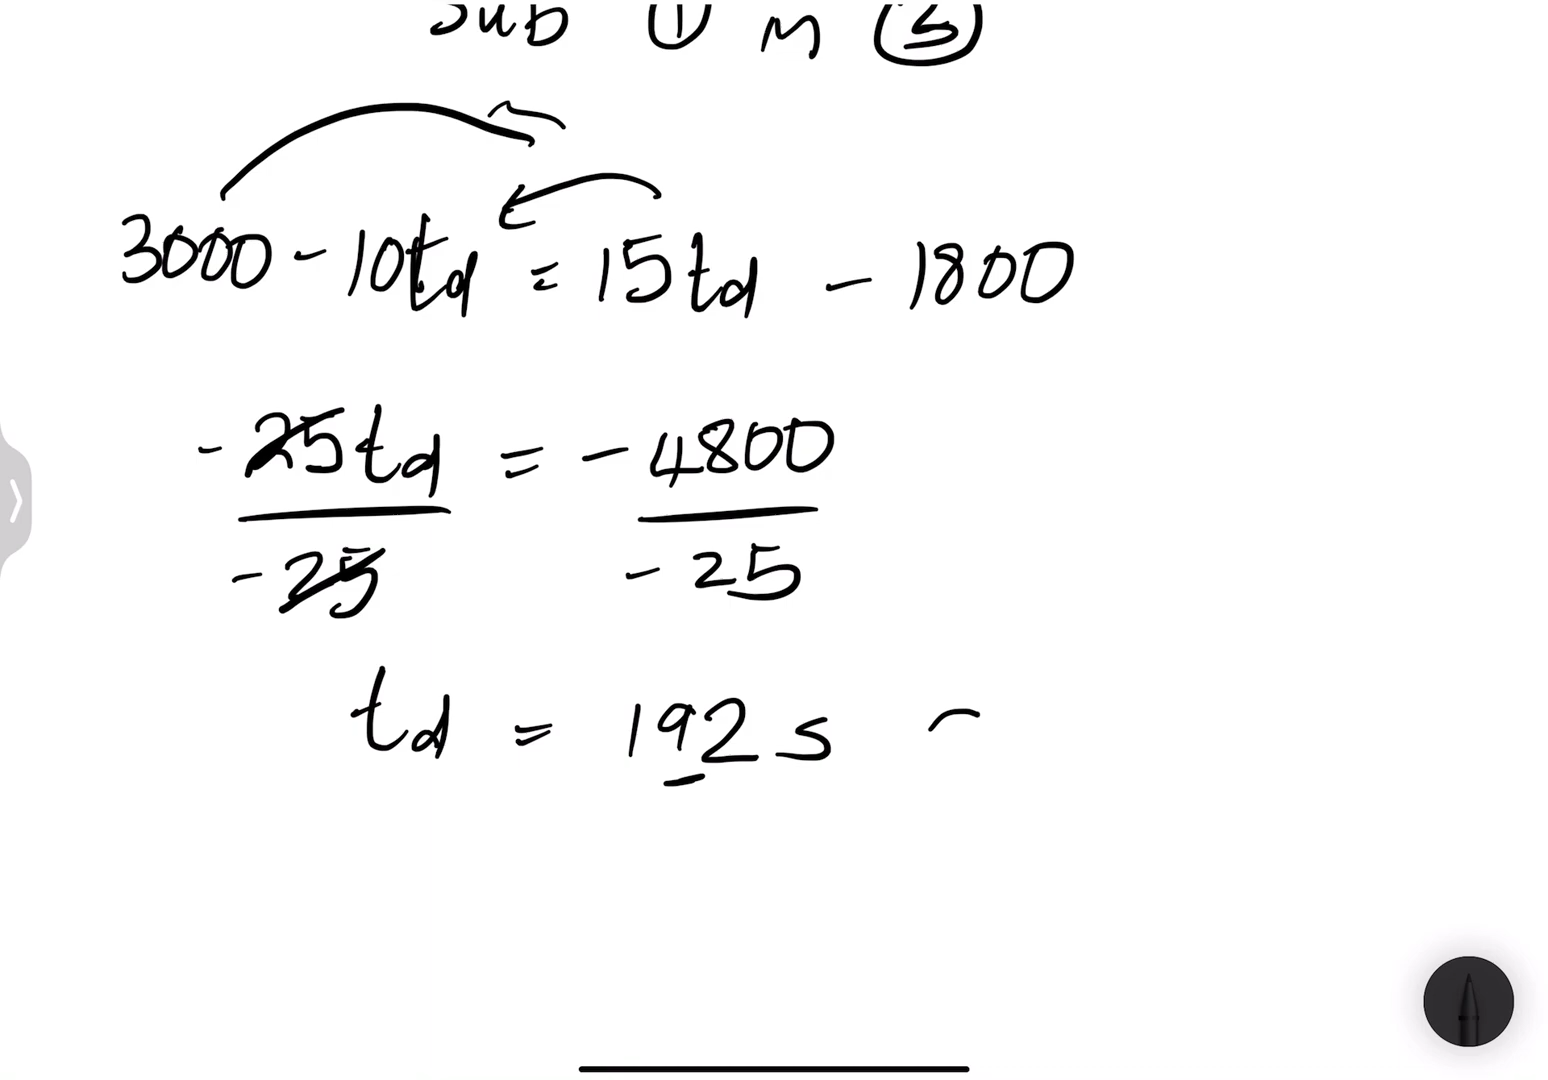 Sub ① in ③
3000 - 10td = 15td - 1800
-25td = -4800
-25 -25
td = 192 s